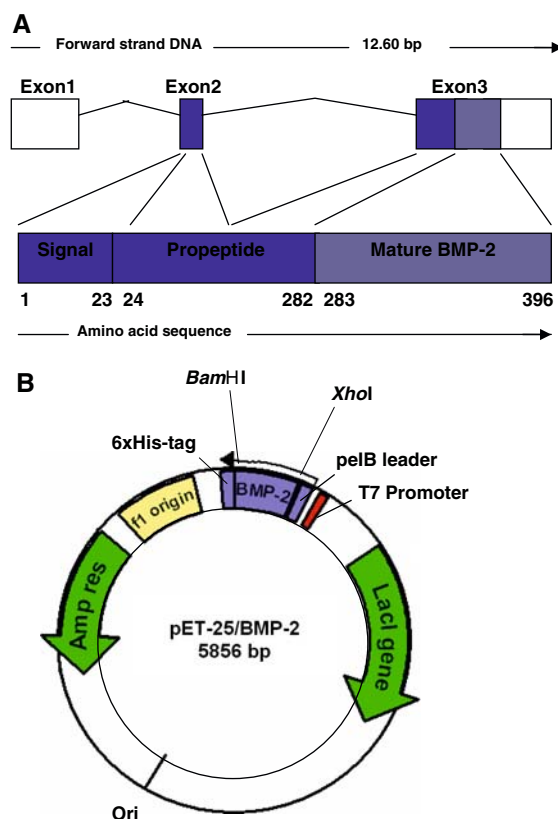 A
Forward strand DNA 12.60 bp
Exon1 Exon2 Exon3
Signal Propeptide Mature BMP-2
1 23 24 282 283 396
Amino acid sequence
B
BamHI
XhoI
6xHis-tag
pelB leader
T7 Promoter
BMP-2
f1 origin
Amp res
LacI gene
pET-25/BMP-2
5856 bp
Ori